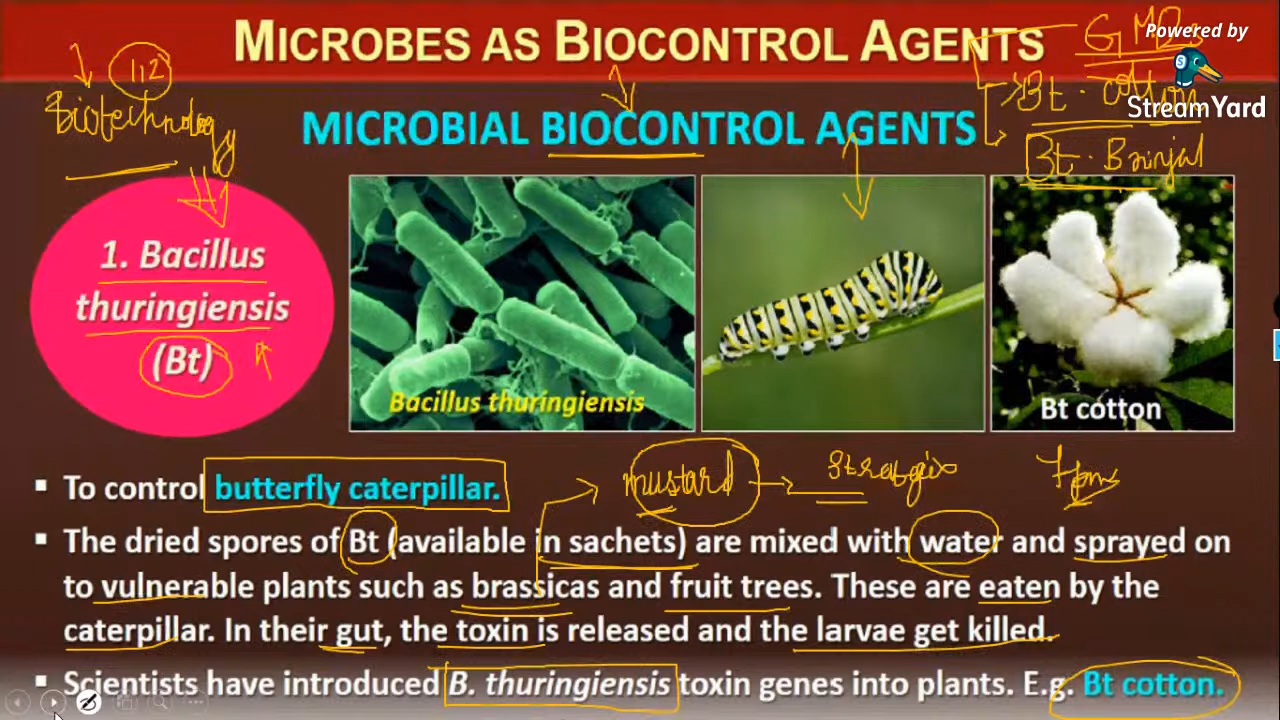 MICROBES AS BIOCONTROL AGENTS
GMOs
Powered by
StreamYard
112
Biotechnology
Bt. cotton
Bt. Brinjal
MICROBIAL BIOCONTROL AGENTS
1. Bacillus
thuringiensis
(Bt)
Bacillus thuringiensis
Bt cotton
mustard
▪ To control butterfly caterpillar.
▪ The dried spores of Bt (available in sachets) are mixed with water and sprayed on
to vulnerable plants such as brassicas and fruit trees. These are eaten by the
caterpillar. In their gut, the toxin is released and the larvae get killed.
▪ Scientists have introduced B. thuringiensis toxin genes into plants. E.g. Bt cotton.